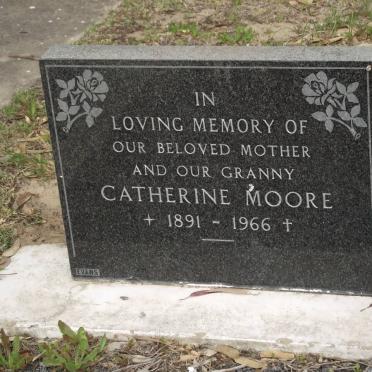 IN
LOVING MEMORY OF
OUR BELOVED MOTHER
AND OUR GRANNY
CATHERINE MOORE
+ 1891 - 1966 †